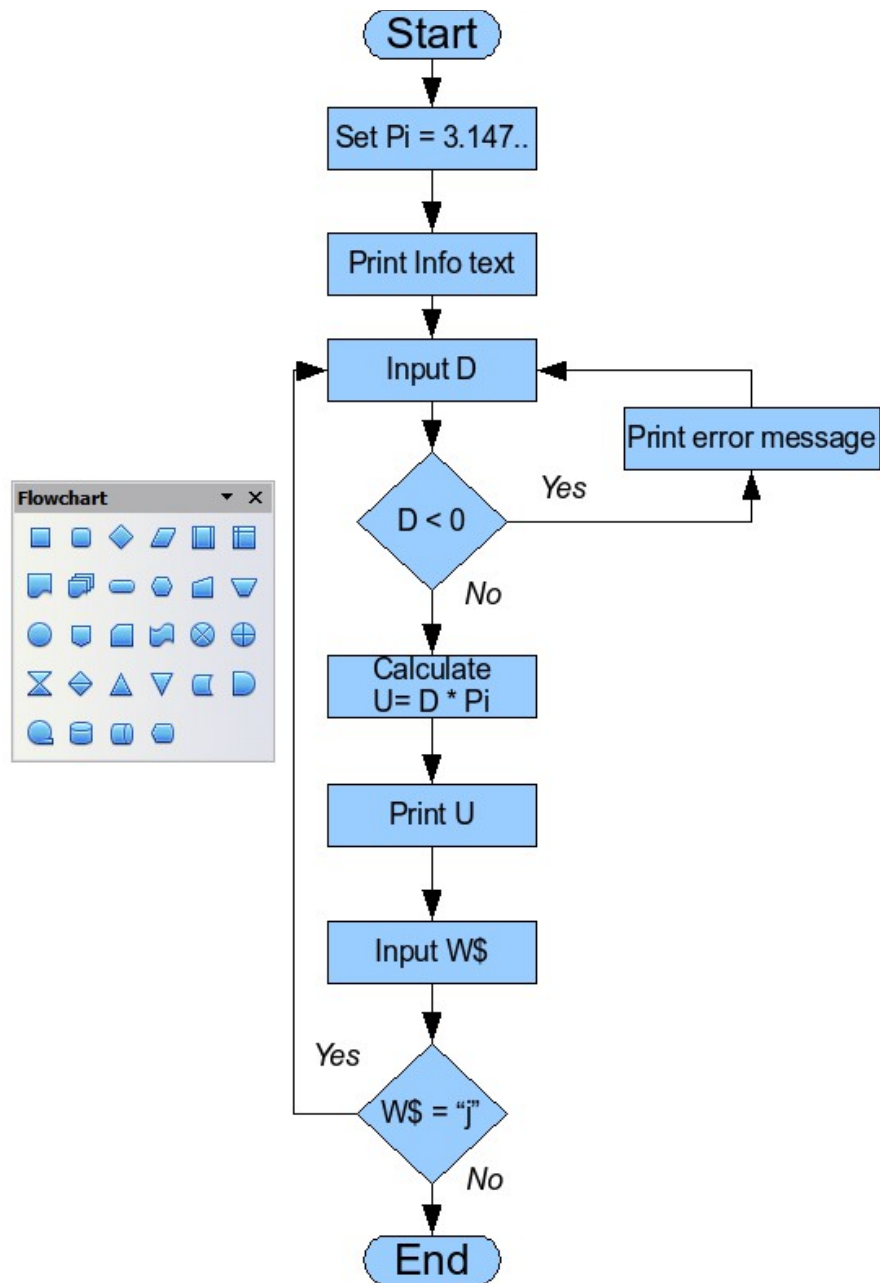 Start
Set Pi = 3.147..
Print Info text
Input D
Print error message
Flowchart
Yes
D < 0
No
Calculate
U= D * Pi
Print U
Input W$
Yes
W$ = “j”
No
End